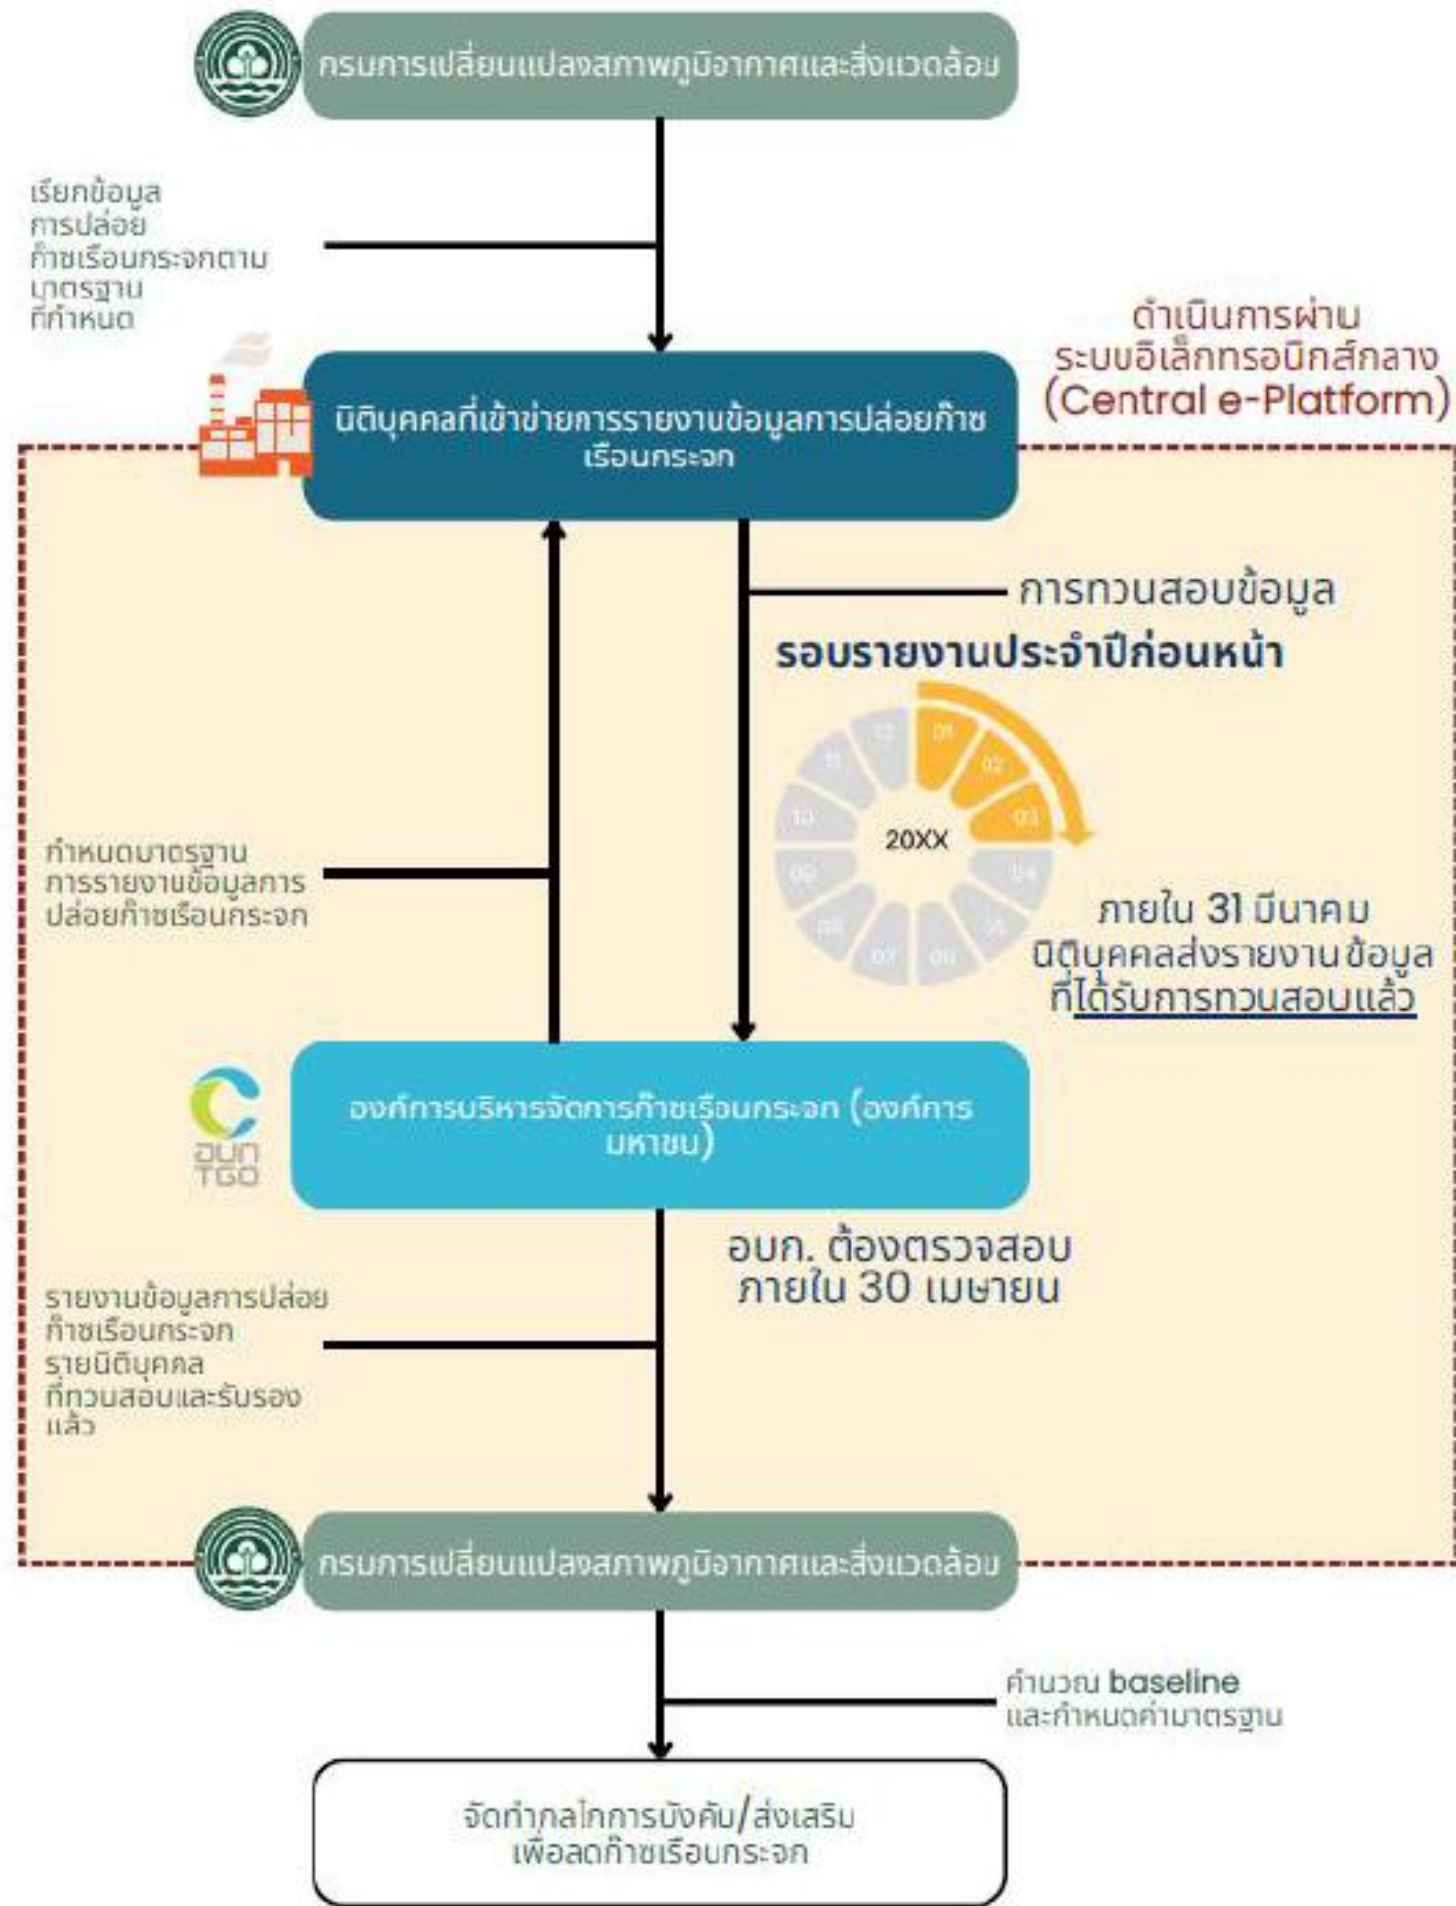 กรมการเปลี่ยนแปลงสภาพภูมิอากาศและสิ่งแวดล้อม
เรียกข้อมูล
การปล่อย
ก๊าซเรือนกระจกตาม
มาตรฐาน
ที่กำหนด
ดำเนินการผ่าน
ระบบอิเล็กทรอนิกส์กลาง
(Central e-Platform)
นิติบุคคลที่เข้าข่ายการรายงานข้อมูลการปล่อยก๊าซ
เรือนกระจก
การทวนสอบข้อมูล
รอบรายงานประจำปีก่อนหน้า
01
02
03
04
05
06
07
08
09
10
11
12
20XX
กำหนดมาตรฐาน
การรายงานข้อมูลการ
ปล่อยก๊าซเรือนกระจก
ภายใน 31 มีนาคม
นิติบุคคลส่งรายงานข้อมูล
ที่ได้รับการทวนสอบแล้ว
อบก
TGO
องค์การบริหารจัดการก๊าซเรือนกระจก (องค์การ
มหาชน)
อบก. ต้องตรวจสอบ
ภายใน 30 เมษายน
รายงานข้อมูลการปล่อย
ก๊าซเรือนกระจก
รายนิติบุคคล
ที่ทวนสอบและรับรอง
แล้ว
กรมการเปลี่ยนแปลงสภาพภูมิอากาศและสิ่งแวดล้อม
คำนวณ baseline
และกำหนดค่ามาตรฐาน
จัดทำกลไกการบังคับ/ส่งเสริม
เพื่อลดก๊าซเรือนกระจก